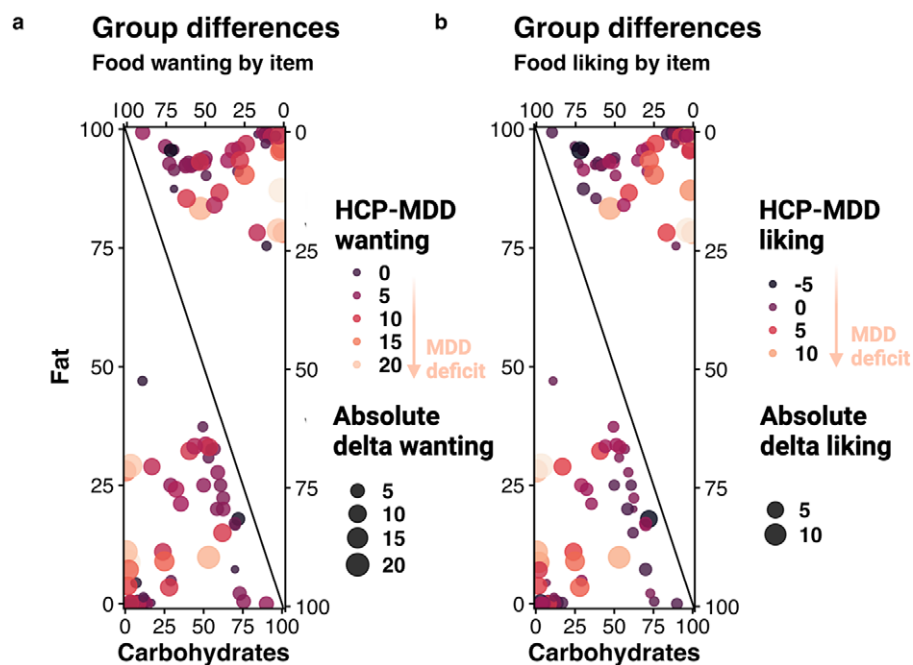 a
Group differences
Food wanting by item
100 75 50 25 0
100
75
50
25
0
0
25
50
75
100
0 25 50 75 100
Fat
Carbohydrates
HCP-MDD
wanting
0
5
10
15
20
MDD
deficit
Absolute
delta wanting
5
10
15
20
b
Group differences
Food liking by item
100 75 50 25 0
100
75
50
25
0
0
25
50
75
100
0 25 50 75 100
Carbohydrates
HCP-MDD
liking
-5
0
5
10
MDD
deficit
Absolute
delta liking
5
10